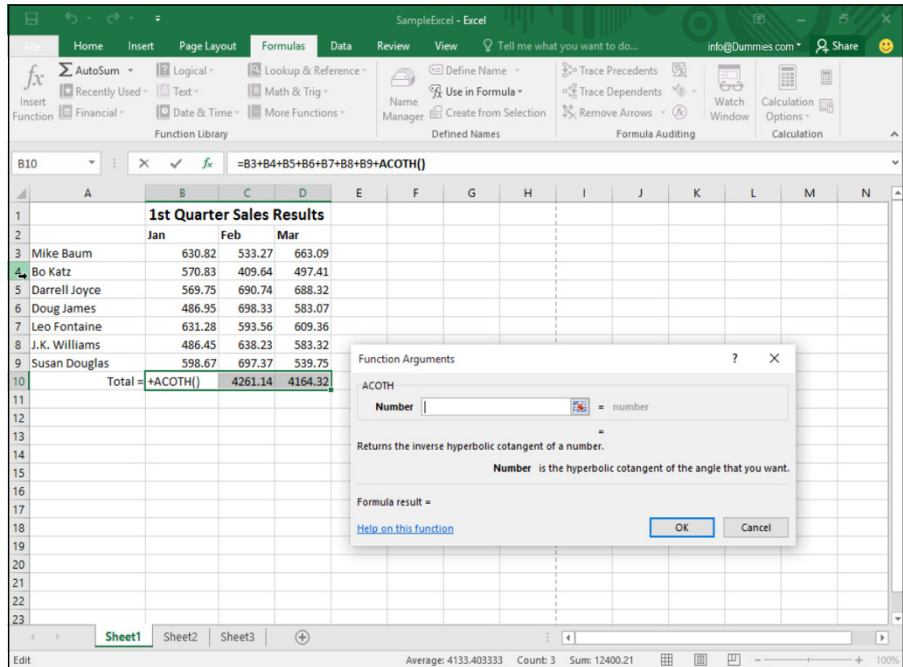 SampleExcel - Excel
File Home Insert Page Layout Formulas Data Review View Tell me what you want to do... info@Dummies.com Share
fx AutoSum Logical Lookup & Reference Define Name Trace Precedents
Recently Used Text Math & Trig Use in Formula Trace Dependents
Insert Function Financial Date & Time More Functions Name Manager Create from Selection Remove Arrows fx Watch Window Calculation Options
Function Library Defined Names Formula Auditing Calculation
B10 fx =B3+B4+B5+B6+B7+B8+B9+ACOTH()
A B C D E F G H I J K L M N
1 1st Quarter Sales Results
2 Jan Feb Mar
3 Mike Baum 630.82 533.27 663.09
4 Bo Katz 570.83 409.64 497.41
5 Darrell Joyce 569.75 690.74 688.32
6 Doug James 486.95 698.33 583.07
7 Leo Fontaine 631.28 593.56 609.36
8 J.K. Williams 486.45 638.23 583.32
9 Susan Douglas 598.67 697.37 539.75
10 Total = +ACOTH() 4261.14 4164.32
11
12
13
14
15
16
17
18
19
20
21
22
23
Function Arguments ?
ACOTH
Number = number
=
Returns the inverse hyperbolic cotangent of a number.
Number is the hyperbolic cotangent of the angle that you want.
Formula result =
Help on this function OK Cancel
Sheet1 Sheet2 Sheet3
Edit Average: 4133.403333 Count: 3 Sum: 12400.21 100%